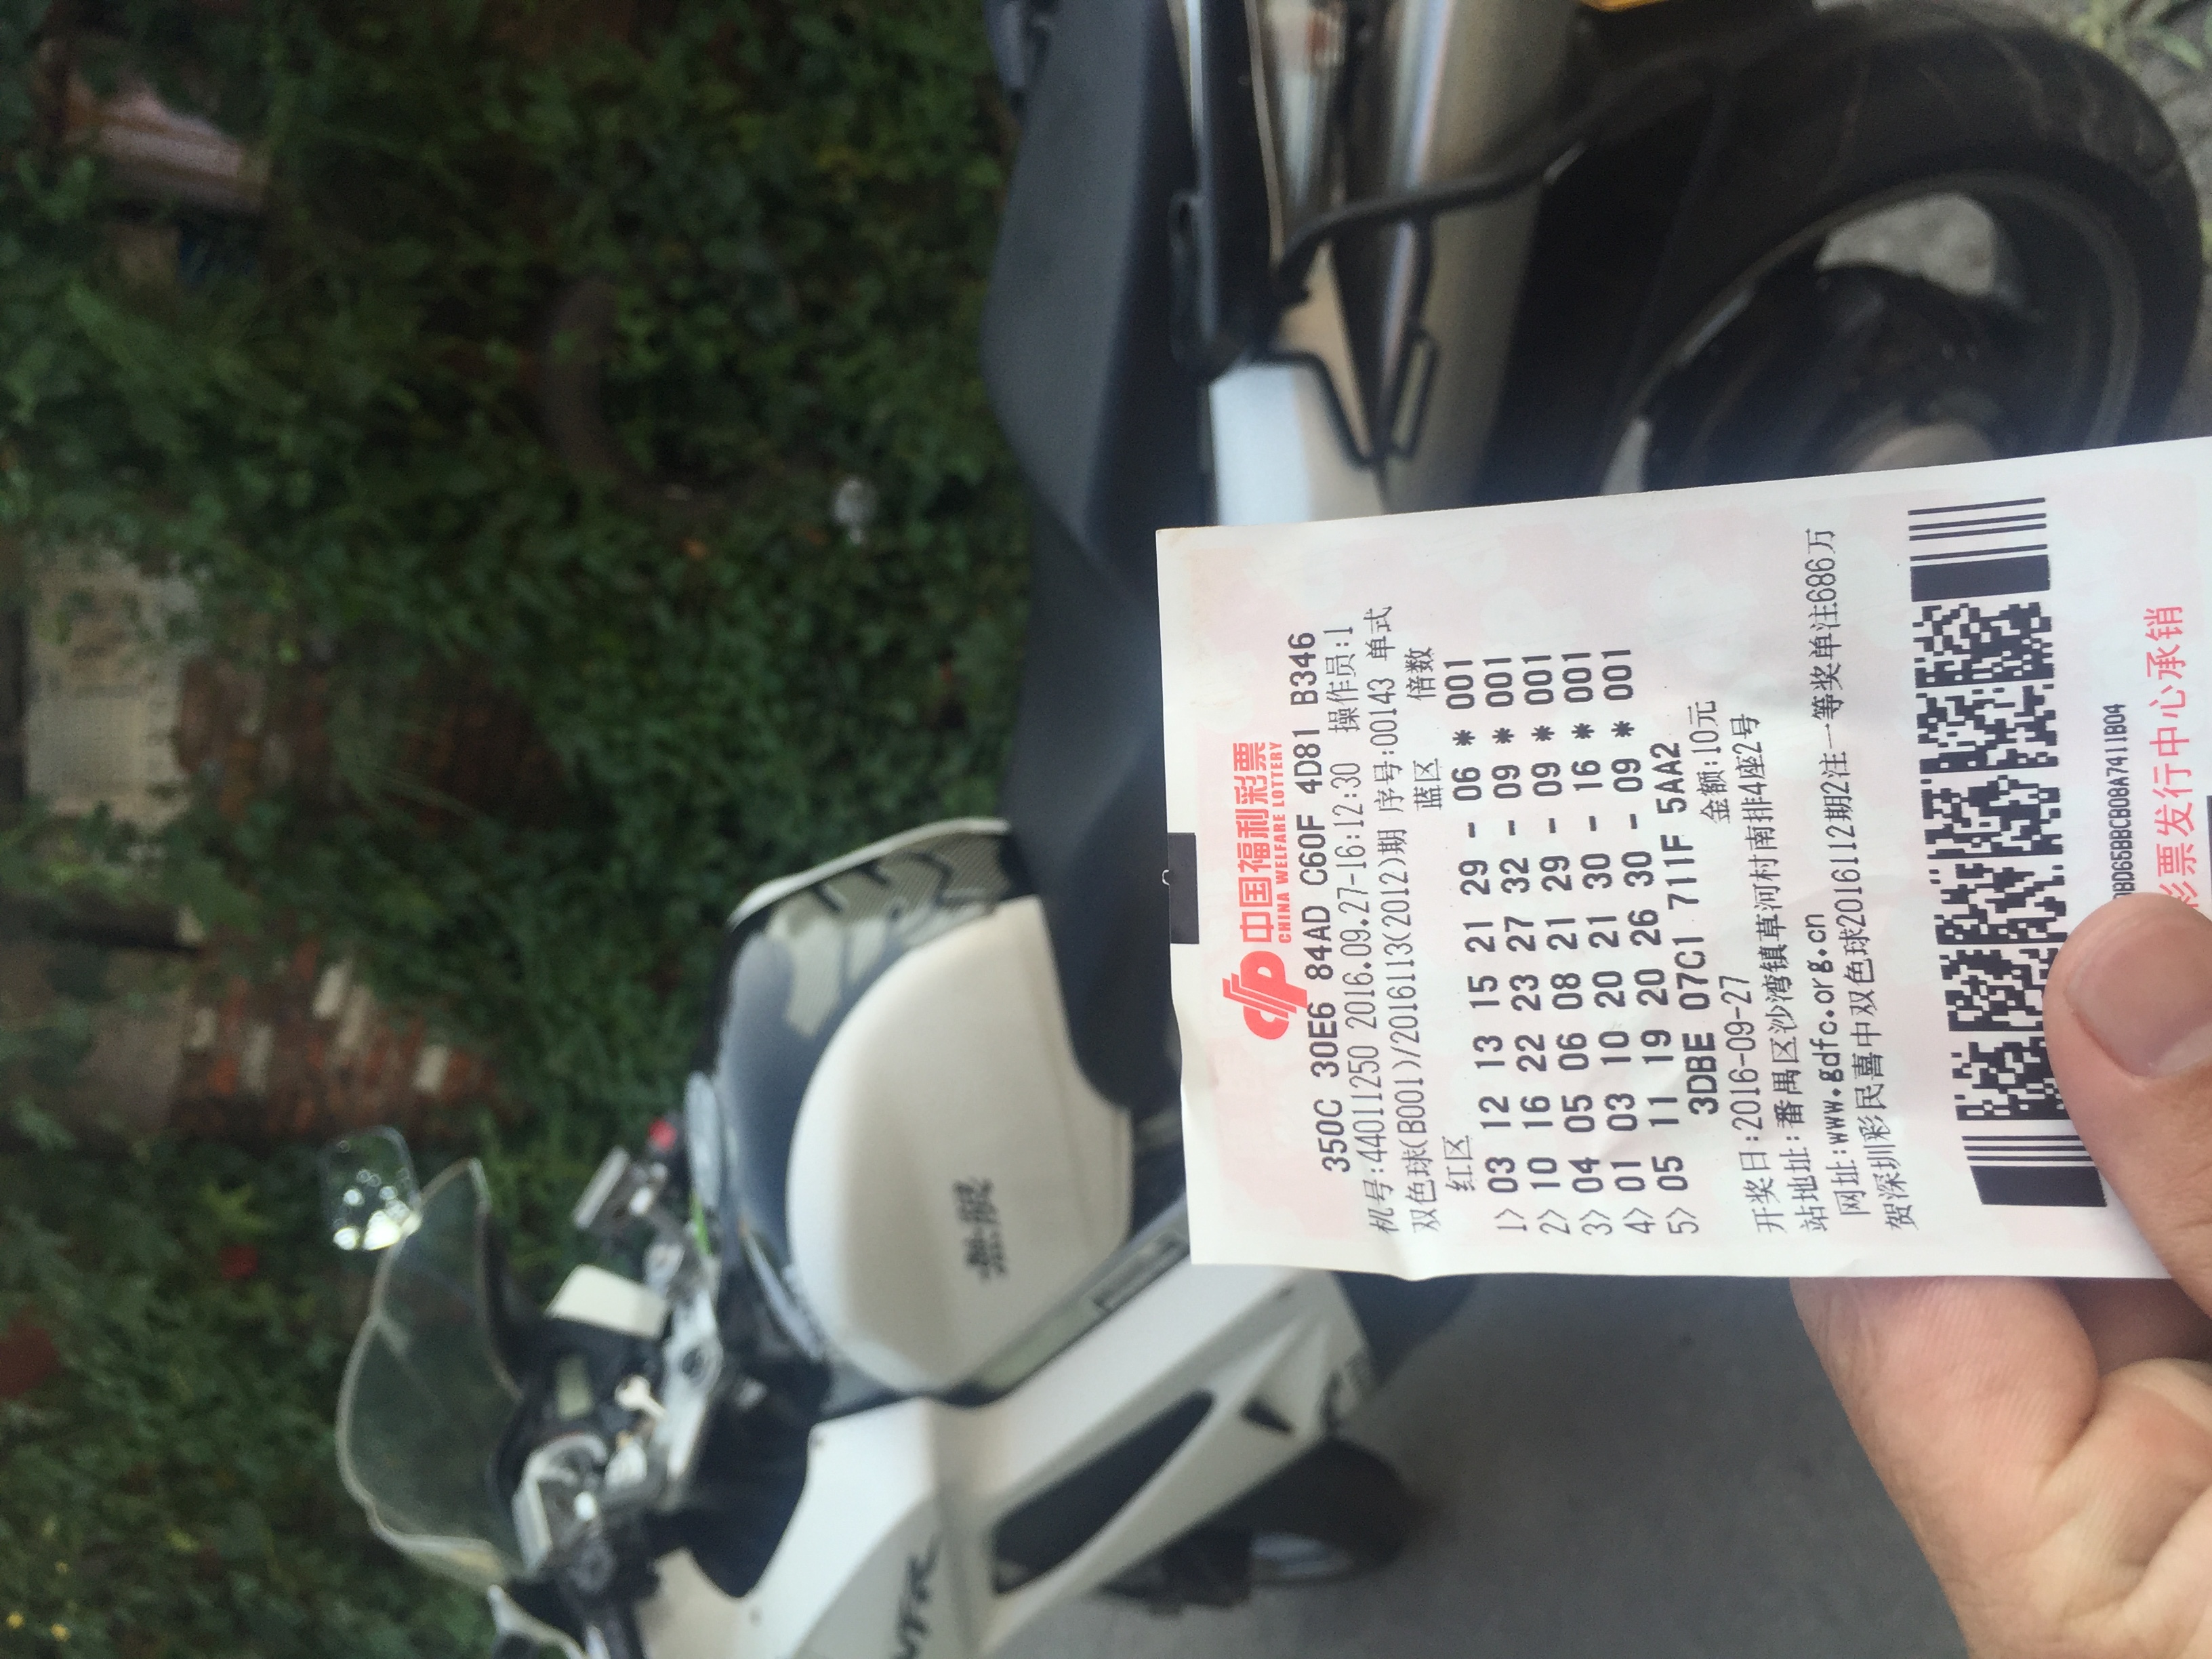 中国福利彩票
CHINA WELFARE LOTTERY
350C 30E6 84AD C60F 4D81 B346
机号:44011250 2016.09.27-16:12:30 操作员:1
双色球(B001)/2016113(2012)期 序号:00143 单式
红区 蓝区 倍数
1> 03 12 13 15 21 29 - 06 * 001
2> 10 16 22 23 27 32 - 09 * 001
3> 04 05 06 08 21 29 - 09 * 001
4> 01 03 10 20 21 30 - 16 * 001
5> 05 11 19 20 26 30 - 09 * 001
3DBE 07C1 711F 5AA2
开奖日:2016-09-27 金额:10元
站地址:番禺区沙湾镇草河村南排4座2号
网址:www.gdfc.org.cn
贺深圳彩民喜中双色球2016112期2注一等奖单注686万
BD65BBCB08A7411B04
彩票发行中心承销
無限
VFR